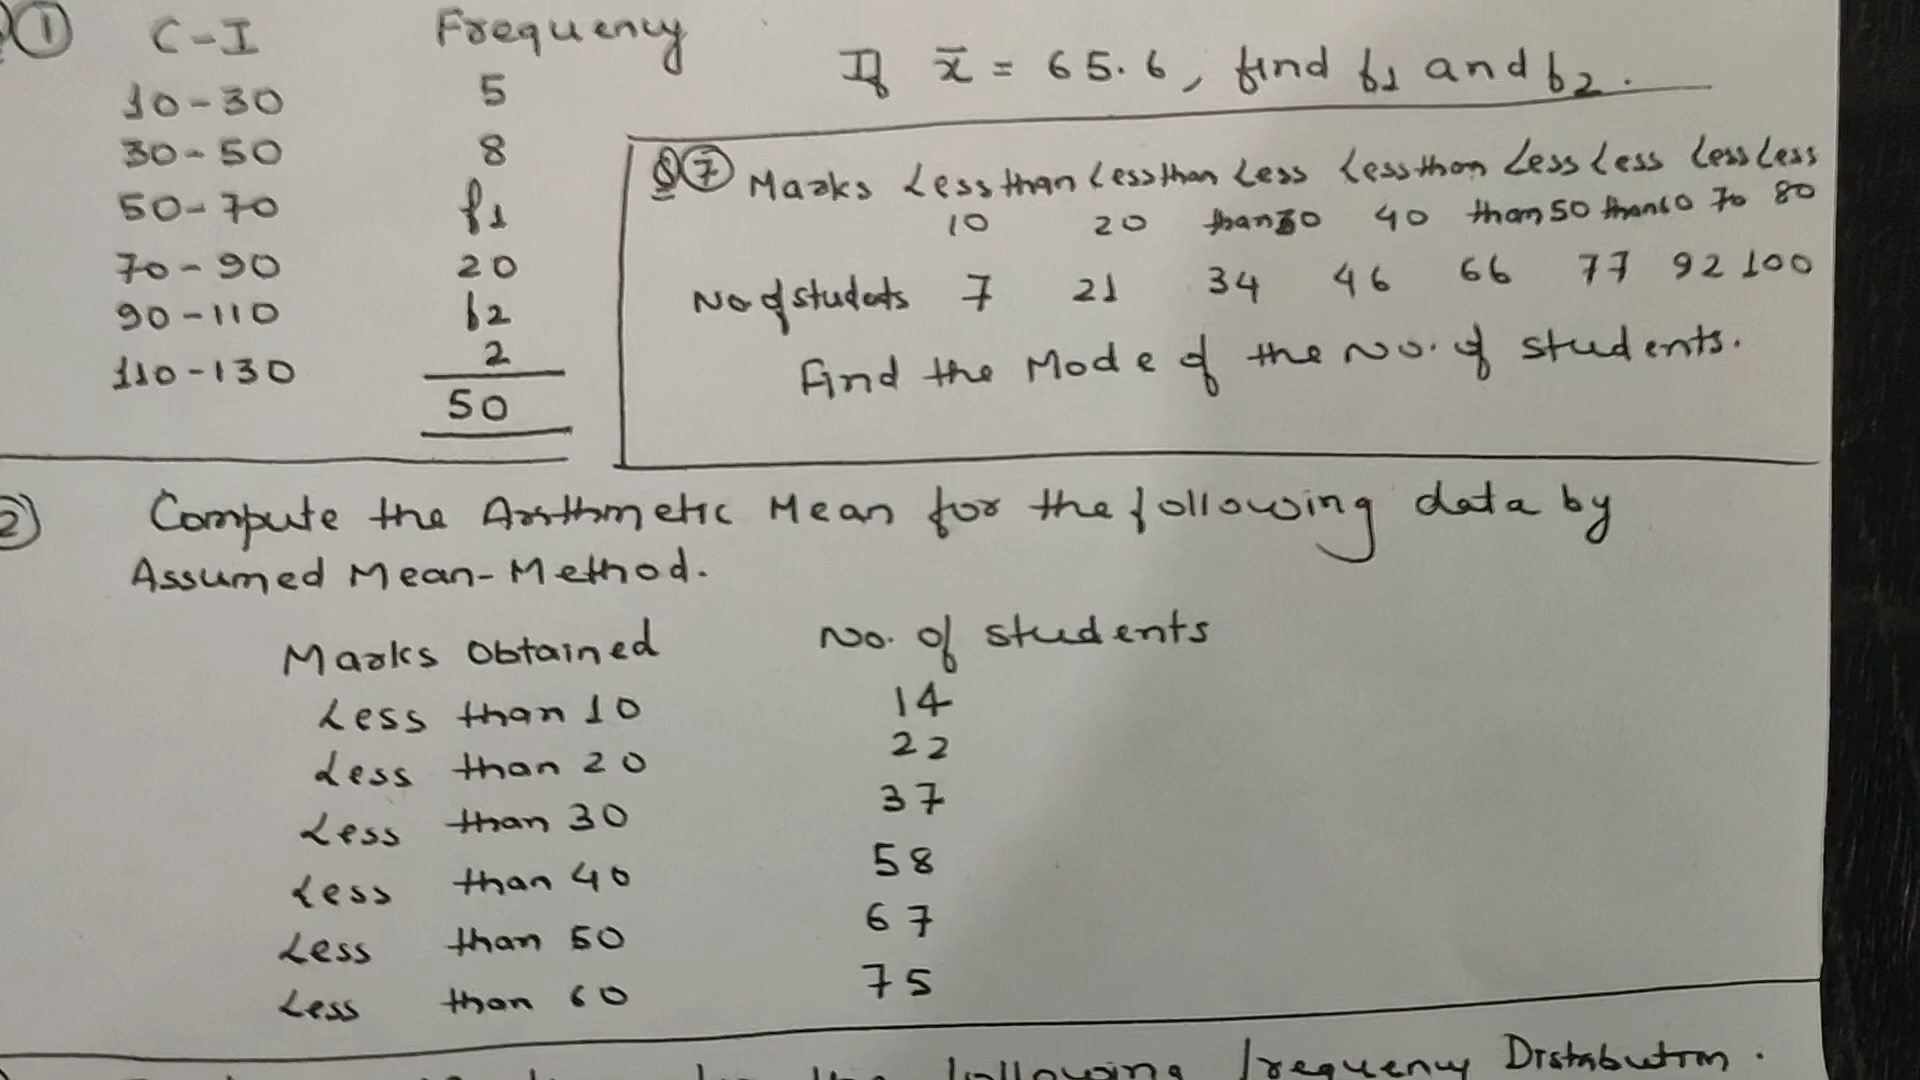 ① C-I Frequency
10-30 5
30-50 8
50-70 f1
70-90 20
90-110 f2
110-130 2
50
If x̄ = 65.6, find f1 and f2.
Q⑦ Marks Less than Less than Less Less than Less Less Less Less
10 20 than 30 40 than 50 than 60 70 80
No of students 7 21 34 46 66 77 92 100
Find the Mode of the No. of students.
② Compute the Arithmetic Mean for the following data by
Assumed Mean-Method.
Marks Obtained No. of students
Less than 10 14
Less than 20 22
Less than 30 37
Less than 40 58
Less than 50 67
Less than 60 75
following frequency Distribution.